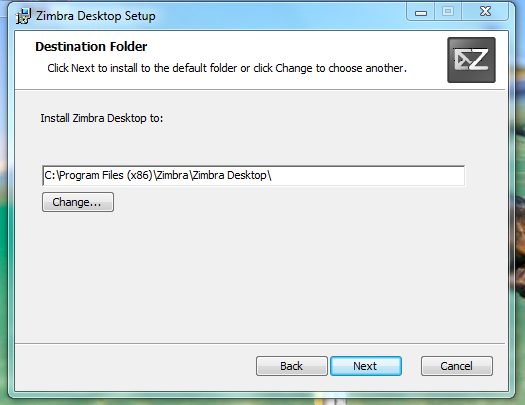 Zimbra Desktop Setup
Destination Folder
Click Next to install to the default folder or click Change to choose another.
Z
Install Zimbra Desktop to:
C:\Program Files (x86)\Zimbra\Zimbra Desktop\
Change...
Back
Next
Cancel